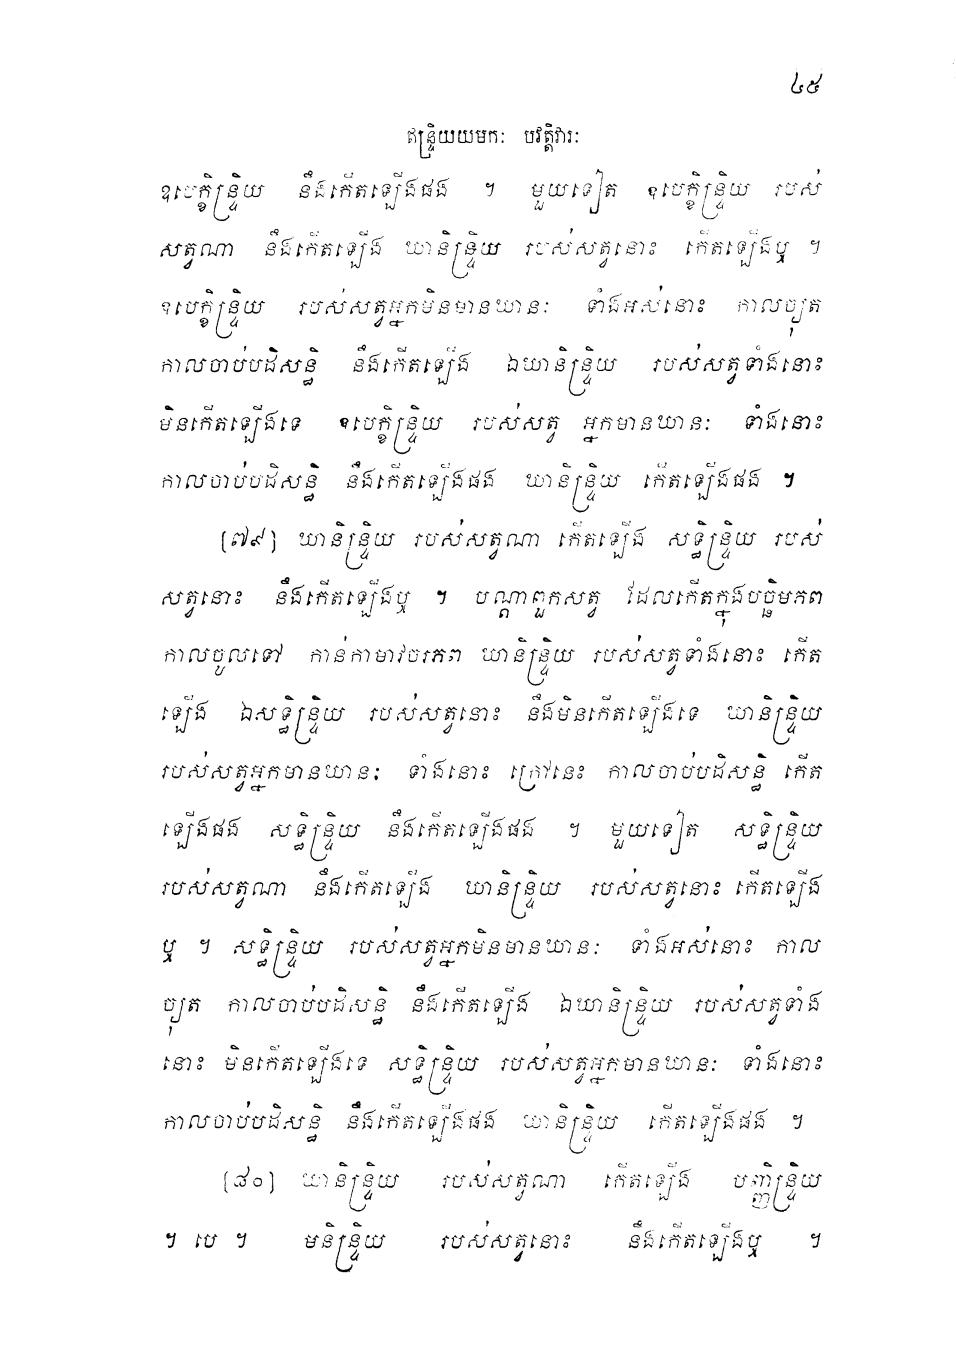 ៤៥
ឥន្ទ្រិយយមកៈ បវត្តិវារៈ
ឧបេក្ខិន្ទ្រិយ នឹងកើតឡើងផង ។ មួយទៀត ឧបេក្ខិន្ទ្រិយ របស់
សត្វណា នឹងកើតឡើង ឃានិន្ទ្រិយ របស់សត្វនោះ កើតឡើងឬ ។
ឧបេក្ខិន្ទ្រិយ របស់សត្វអ្នកមិនមានឃានៈ ទាំងអស់នោះ កាលច្យុត
កាលចាប់បដិសន្ធិ នឹងកើតឡើង ឯឃានិន្ទ្រិយ របស់សត្វទាំងនោះ
មិនកើតឡើងទេ ឧបេក្ខិន្ទ្រិយ របស់សត្វ អ្នកមានឃានៈ ទាំងនោះ
កាលចាប់បដិសន្ធិ នឹងកើតឡើងផង ឃានិន្ទ្រិយ កើតឡើងផង ។
[៧៩] ឃានិន្ទ្រិយ របស់សត្វណា កើតឡើង សទ្ធិន្ទ្រិយ របស់
សត្វនោះ នឹងកើតឡើងឬ ។ បណ្តាពួកសត្វ ដែលកើតក្នុងបច្ឆិមភព
កាលចូលទៅ កាន់កាមាវចរភព ឃានិន្ទ្រិយ របស់សត្វទាំងនោះ កើត
ឡើង ឯសទ្ធិន្ទ្រិយ របស់សត្វនោះ នឹងមិនកើតឡើងទេ ឃានិន្ទ្រិយ
របស់សត្វអ្នកមានឃានៈ ទាំងនោះ ក្រៅនេះ កាលចាប់បដិសន្ធិ កើត
ឡើងផង សទ្ធិន្ទ្រិយ នឹងកើតឡើងផង ។ មួយទៀត សទ្ធិន្ទ្រិយ
របស់សត្វណា នឹងកើតឡើង ឃានិន្ទ្រិយ របស់សត្វនោះ កើតឡើង
ឬ ។ សទ្ធិន្ទ្រិយ របស់សត្វអ្នកមិនមានឃានៈ ទាំងអស់នោះ កាល
ច្យុត កាលចាប់បដិសន្ធិ នឹងកើតឡើង ឯឃានិន្ទ្រិយ របស់សត្វទាំង
នោះ មិនកើតឡើងទេ សទ្ធិន្ទ្រិយ របស់សត្វអ្នកមានឃានៈ ទាំងនោះ
កាលចាប់បដិសន្ធិ នឹងកើតឡើងផង ឃានិន្ទ្រិយ កើតឡើងផង ។
[៨០] ឃានិន្ទ្រិយ របស់សត្វណា កើតឡើង បញ្ញិន្ទ្រិយ
។ បេ ។ មនិន្ទ្រិយ របស់សត្វនោះ នឹងកើតឡើងឬ ។